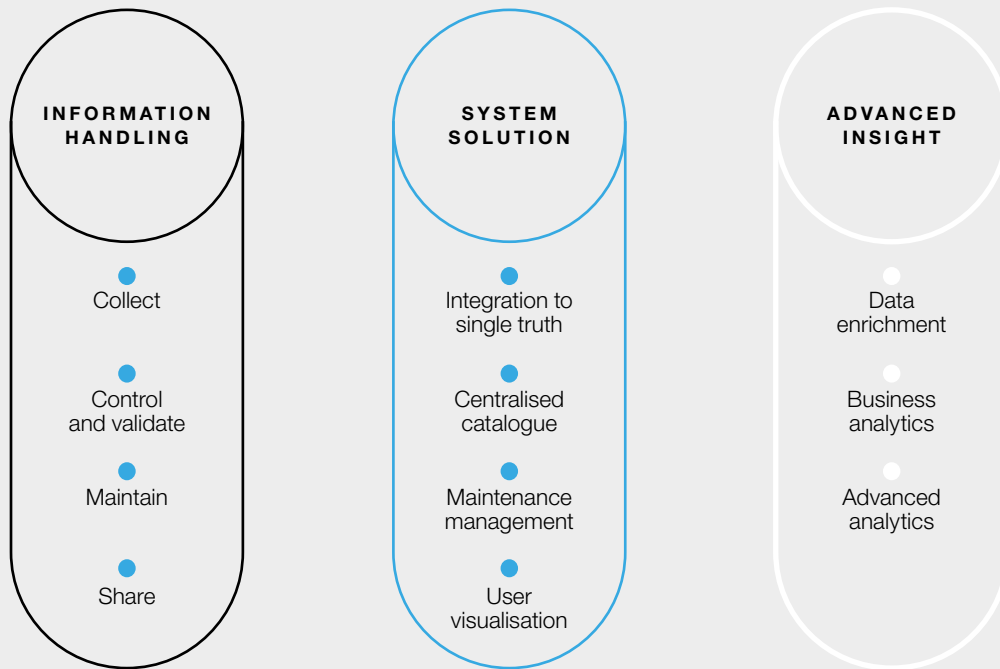 INFORMATION
HANDLING
Collect
Control
and validate
Maintain
Share
SYSTEM
SOLUTION
Integration to
single truth
Centralised
catalogue
Maintenance
management
User
visualisation
ADVANCED
INSIGHT
Data
enrichment
Business
analytics
Advanced
analytics